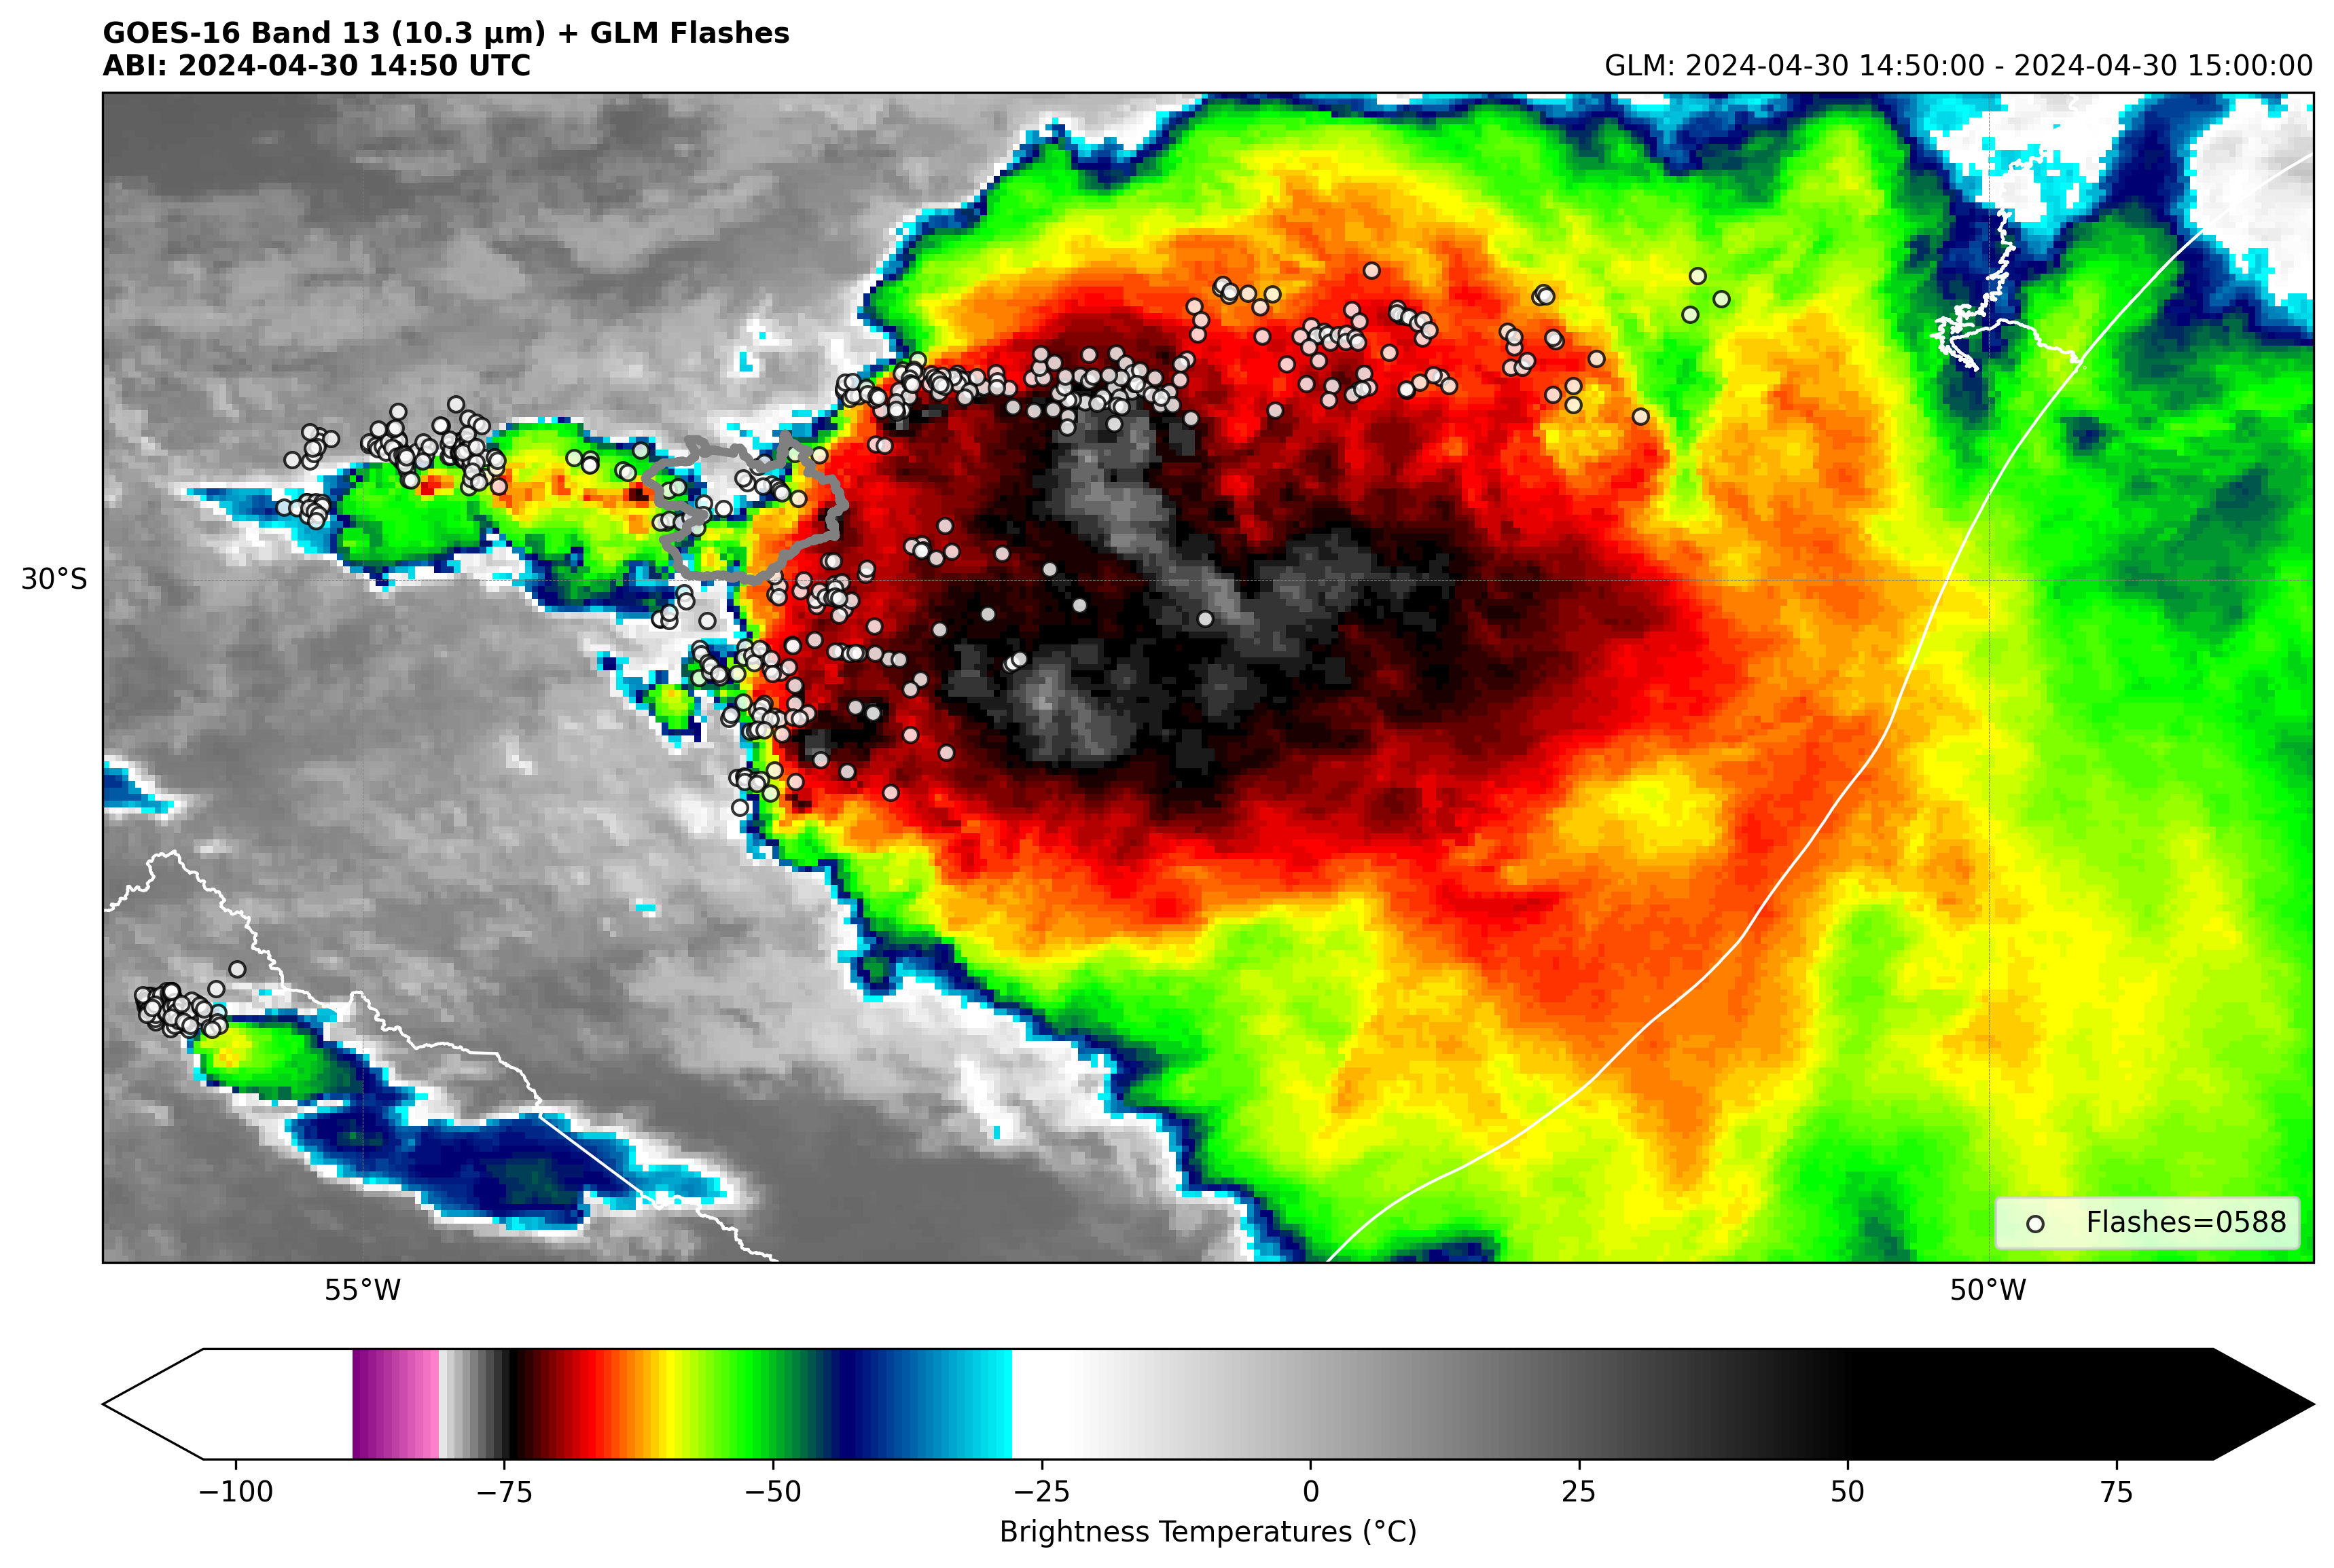 GOES-16 Band 13 (10.3 μm) + GLM Flashes
ABI: 2024-04-30 14:50 UTC
GLM: 2024-04-30 14:50:00 - 2024-04-30 15:00:00
30°S
Flashes=0588
55°W
50°W
−100
−75
−50
−25
0
25
50
75
Brightness Temperatures (°C)